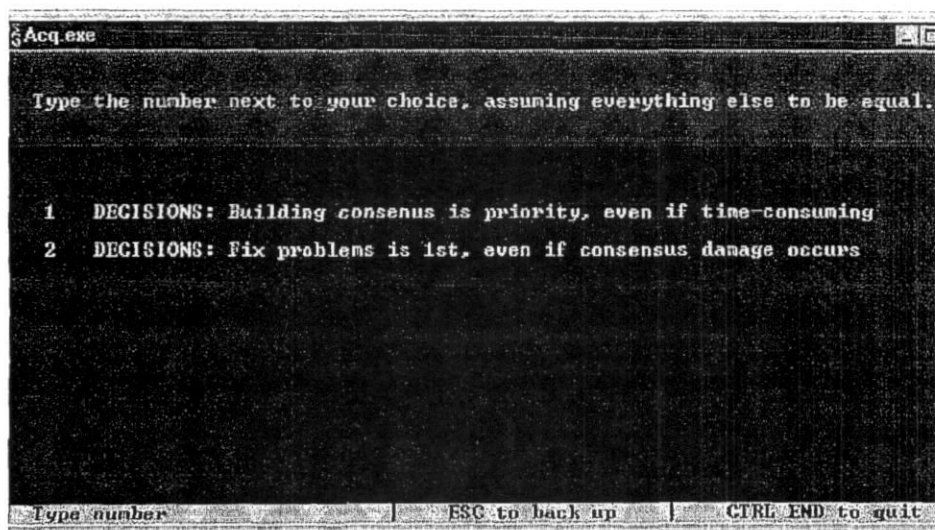 Acq.exe
Type the number next to your choice, assuming everything else to be equal.
1 DECISIONS: Building consenus is priority, even if time-consuming
2 DECISIONS: Fix problems is 1st, even if consensus damage occurs
Type number | ESC to back up | CTRL END to quit